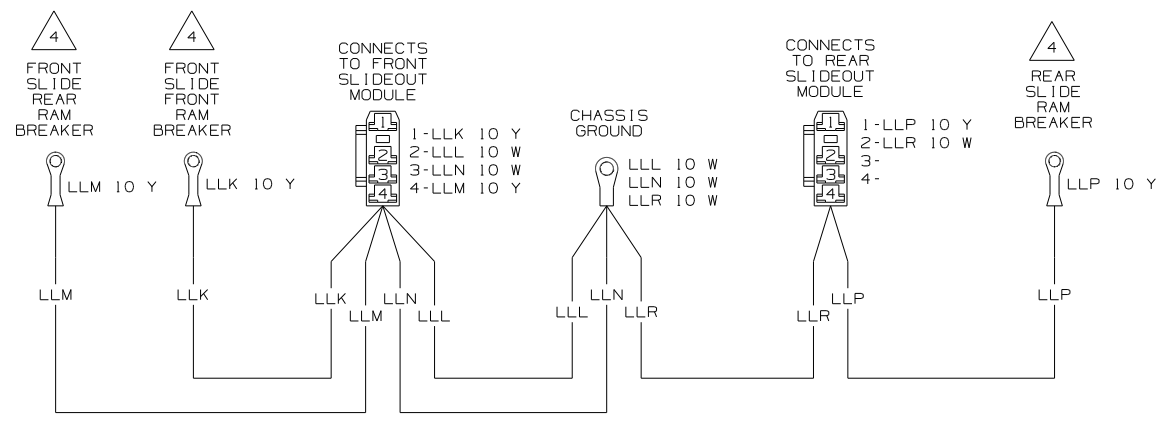 4
FRONT
SLIDE
REAR
RAM
BREAKER
LLM 10 Y
4
FRONT
SLIDE
FRONT
RAM
BREAKER
LLK 10 Y
CONNECTS
TO FRONT
SLIDEOUT
MODULE
1
2
3
4
1-LLK 10 Y
2-LLL 10 W
3-LLN 10 W
4-LLM 10 Y
CHASSIS
GROUND
LLL 10 W
LLN 10 W
LLR 10 W
CONNECTS
TO REAR
SLIDEOUT
MODULE
1
2
3
4
1-LLP 10 Y
2-LLR 10 W
3-
4-
4
REAR
SLIDE
RAM
BREAKER
LLP 10 Y
LLM
LLK
LLK
LLM
LLN
LLL
LLL
LLN
LLR
LLR
LLP
LLP